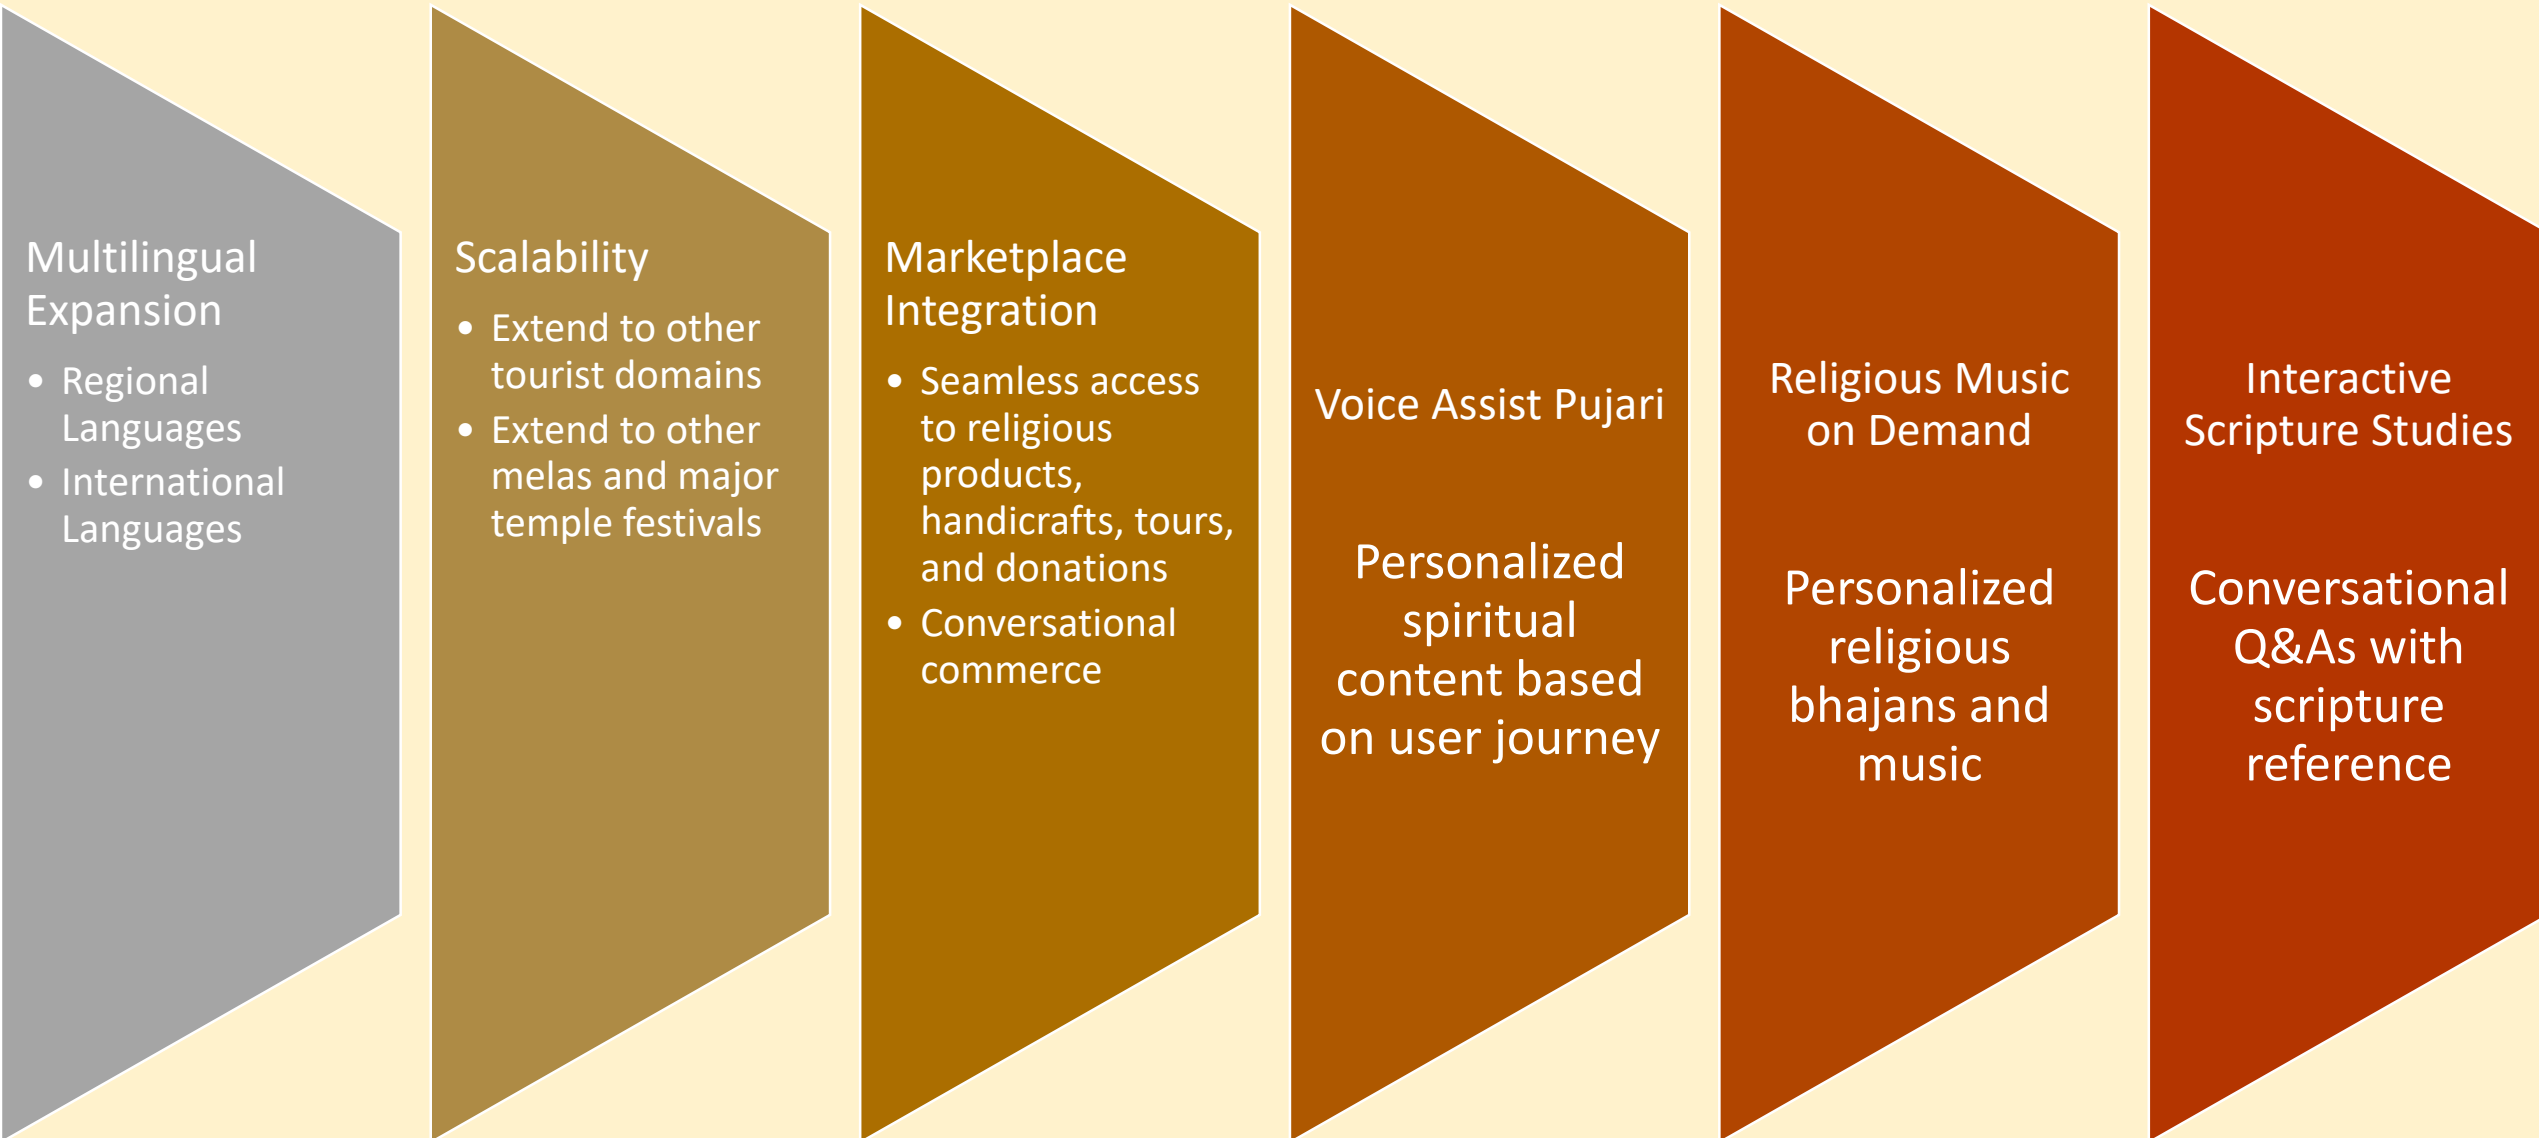 Multilingual
Expansion
• Regional
Languages
• International
Languages
Scalability
• Extend to other
tourist domains
• Extend to other
melas and major
temple festivals
Marketplace
Integration
• Seamless access
to religious
products,
handicrafts, tours,
and donations
• Conversational
commerce
Voice Assist Pujari
Personalized
spiritual
content based
on user journey
Religious Music
on Demand
Personalized
religious
bhajans and
music
Interactive
Scripture Studies
Conversational
Q&As with
scripture
reference